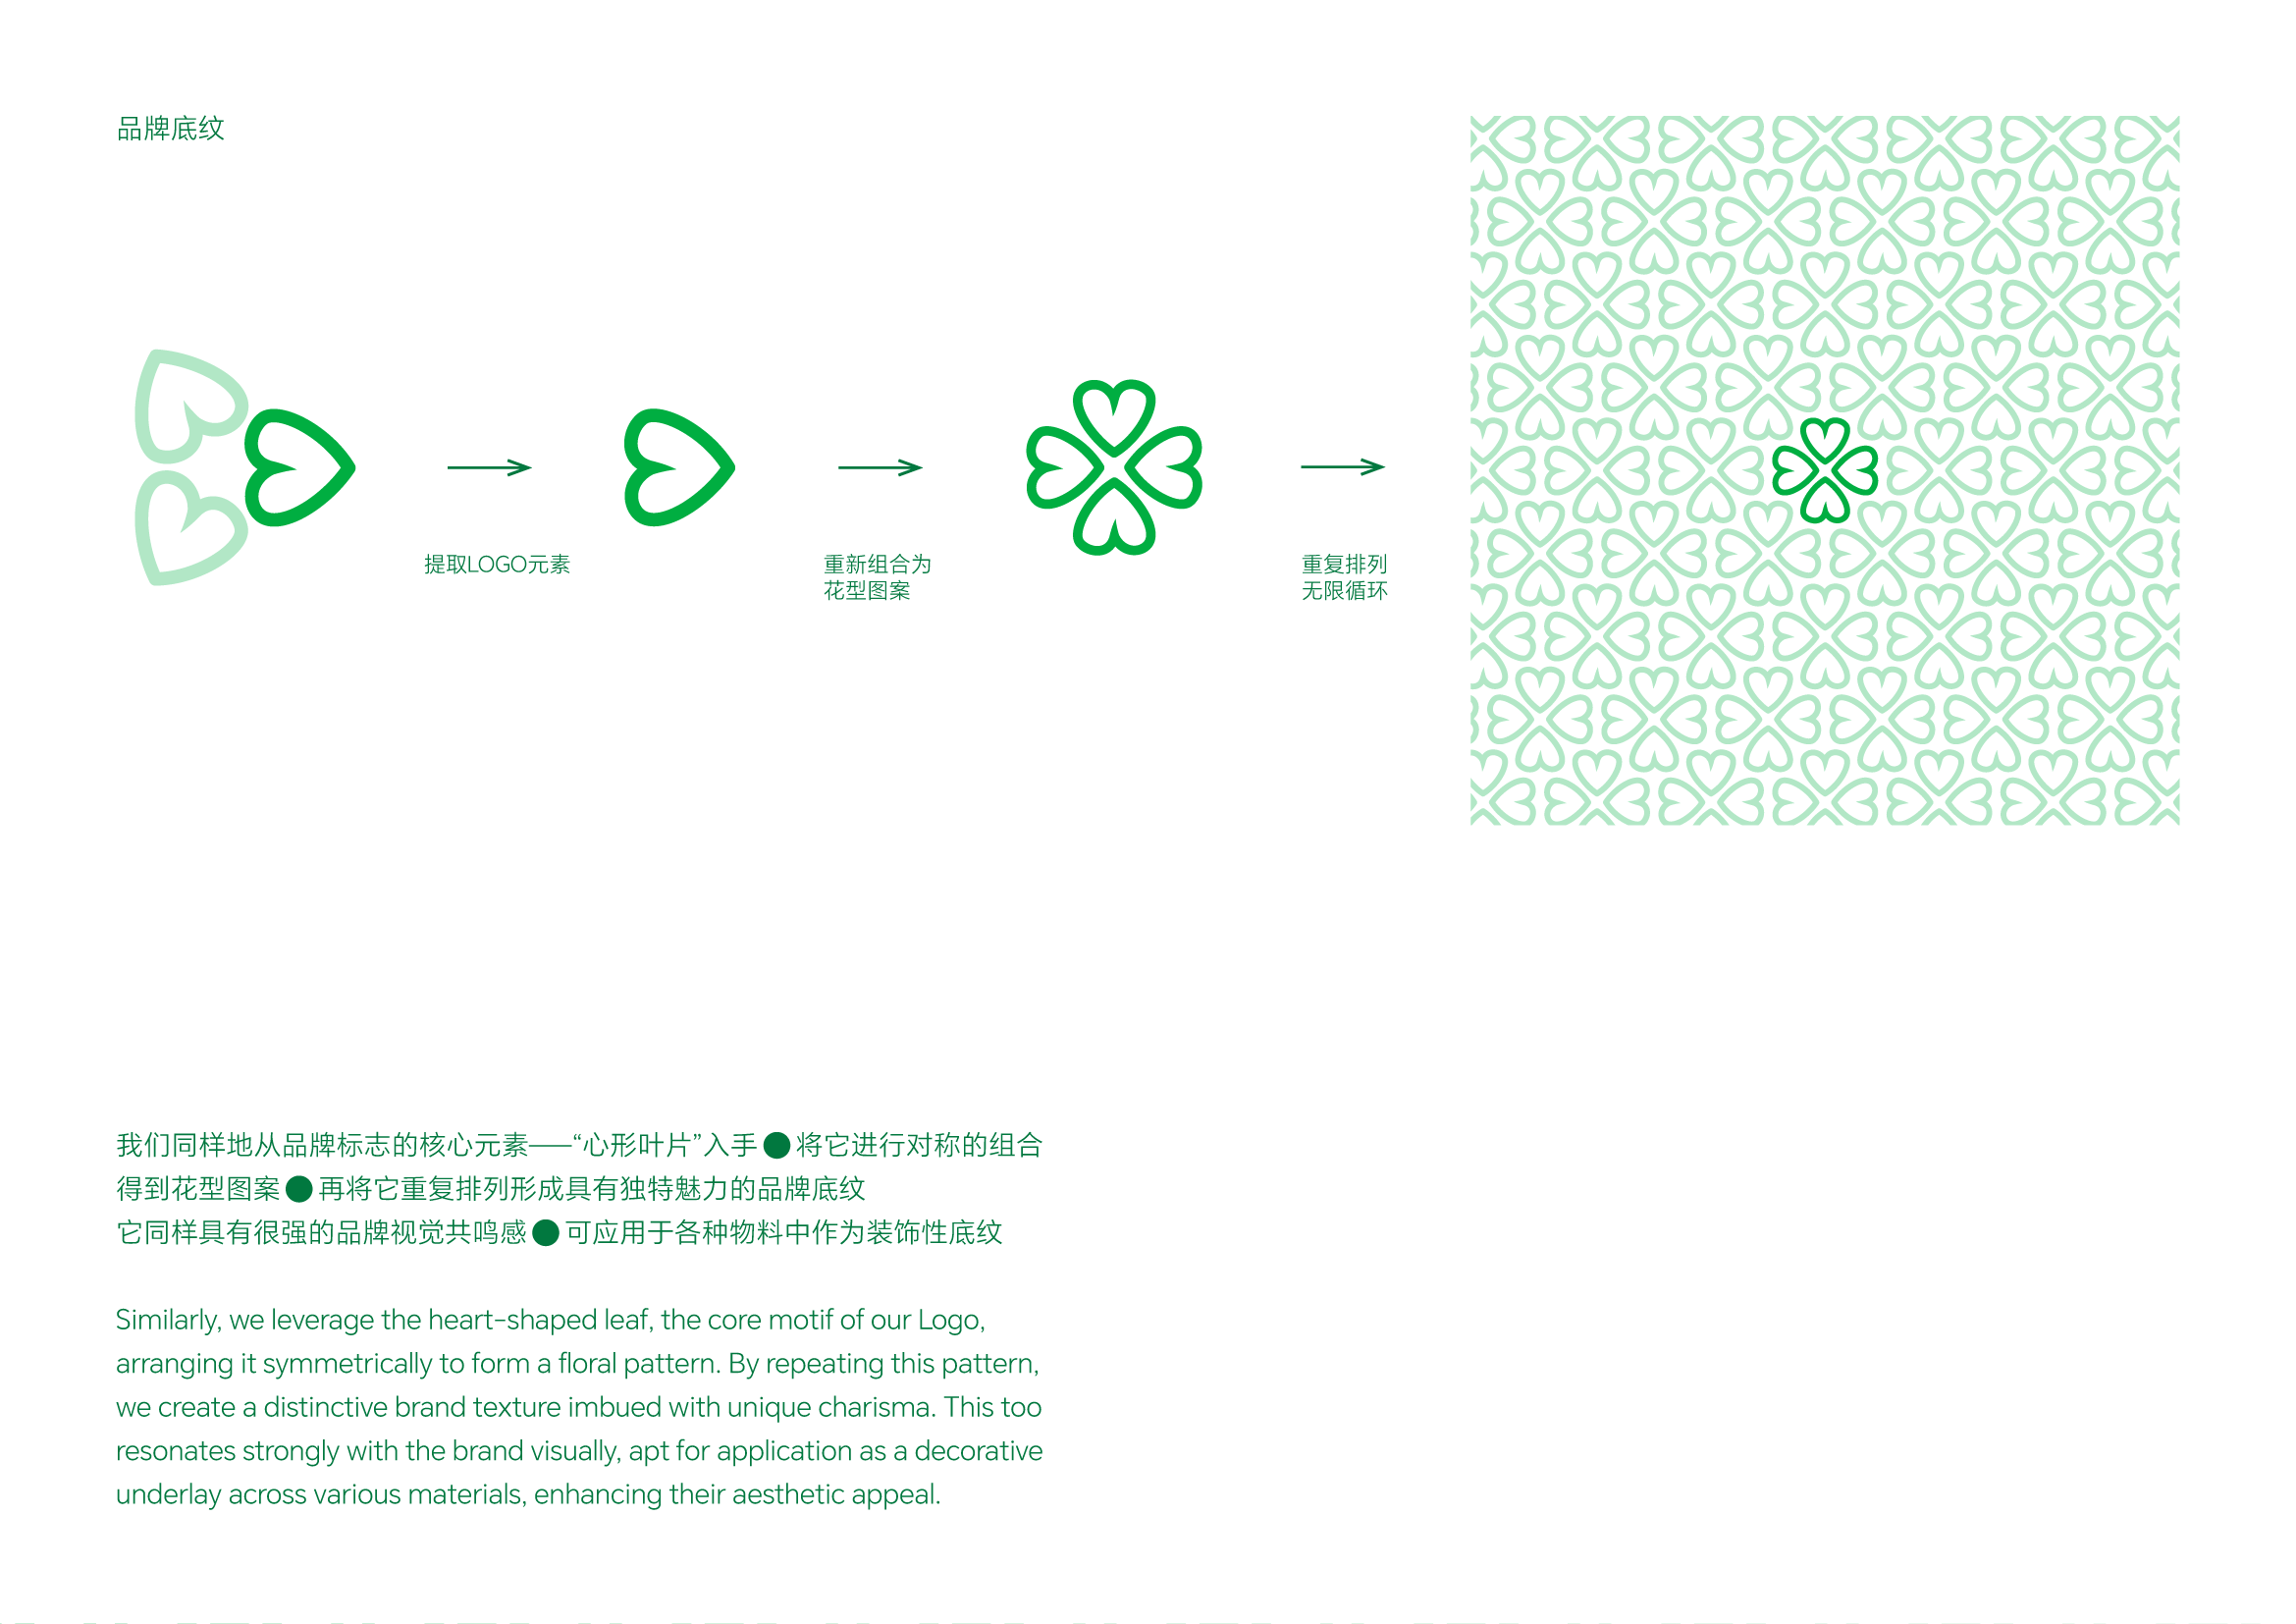 品牌底纹
提取LOGO元素
重新组合为
花型图案
重复排列
无限循环
我们同样地从品牌标志的核心元素——“心形叶片”入手●将它进行对称的组合
得到花型图案●再将它重复排列形成具有独特魅力的品牌底纹
它同样具有很强的品牌视觉共鸣感●可应用于各种物料中作为装饰性底纹
Similarly, we leverage the heart-shaped leaf, the core motif of our Logo,
arranging it symmetrically to form a floral pattern. By repeating this pattern,
we create a distinctive brand texture imbued with unique charisma. This too
resonates strongly with the brand visually, apt for application as a decorative
underlay across various materials, enhancing their aesthetic appeal.